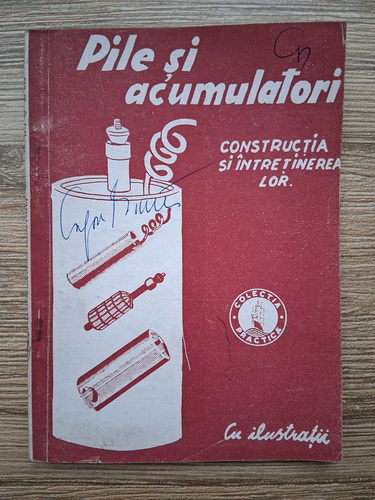 Pile și
acumulatori
CONSTRUCȚIA
ȘI ÎNTREȚINEREA
LOR.
COLECȚIA
PRACTICĂ
Cu ilustrații